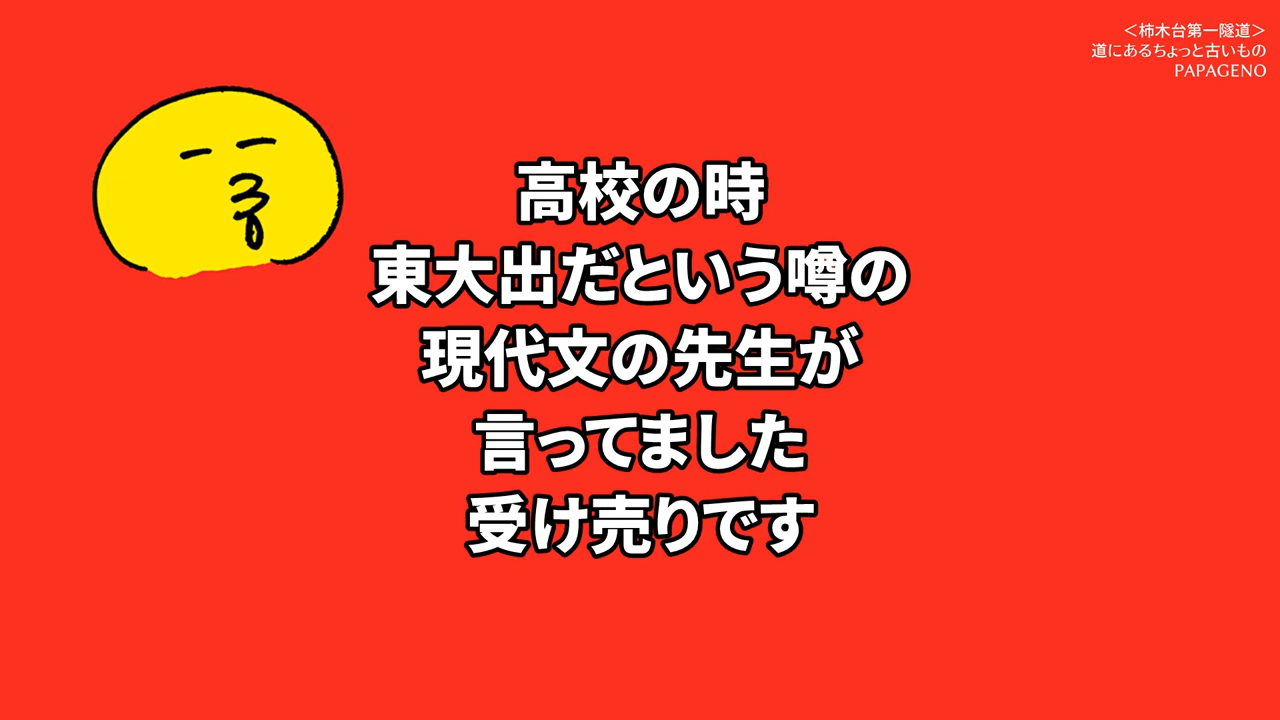 ＜柿木台第一隧道＞
道にあるちょっと古いもの
PAPAGENO
高校の時
東大出だという噂の
現代文の先生が
言ってました
受け売りです